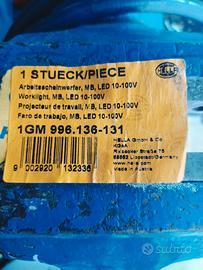 HELLA
1 STUECK/PIECE
Arbeitsscheinwerfer, MB, LED 10-100V
Worklight, MB, LED 10-100V
Projecteur de travail, MB, LED 10-100V
Faro de trabajo, MB, LED 10-100V
1GM 996.136-131
HELLA GmbH & Co.
KGaA
Rixbecker Straße 75
59552 Lippstadt/Germany
www.hella.com
Made in Austria
9 002920 132336
Subito